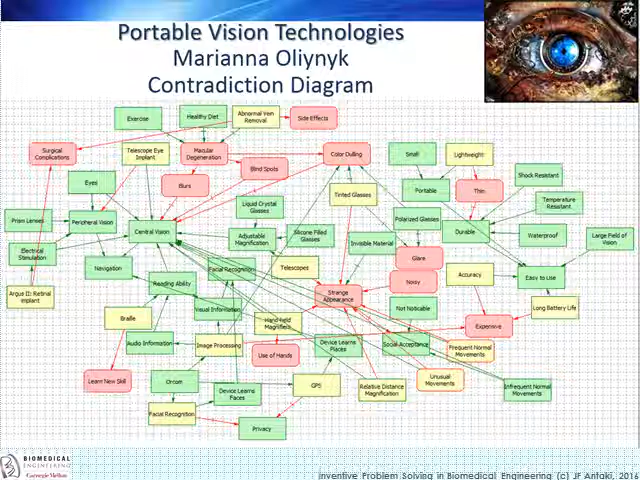 Portable Vision Technologies
Marianna Oliynyk
Contradiction Diagram
Exercise
Healthy Diet
Abnormal Vein
Removal
Side Effects
Surgical
Complications
Telescope Eye
Implant
Macular
Degeneration
Color Dulling
Small
Lightweight
Blind Spots
Shock Resistant
Eyes
Blurs
Tinted Glasses
Portable
Thin
Temperature
Resistant
Liquid Crystal
Glasses
Prism Lenses
Peripheral Vision
Central Vision
Polarized Glasses
Durable
Adjustable
Magnification
Silicone Filled
Glasses
Invisible Material
Waterproof
Large Field of
Vision
Electrical
Stimulation
Glare
Navigation
Facial Recognition
Telescopes
Accuracy
Easy to Use
Reading Ability
Noisy
Argus II: Retinal
Implant
Strange
Appearance
Visual Information
Not Noticable
Long Battery Life
Braille
Hand Held
Magnifiers
Expensive
Audio Information
Image Processing
Device Learns
Places
Social Acceptance
Frequent Normal
Movements
Use of Hands
Learn New Skill
Orcom
Device Learns
Faces
GPS
Relative Distance
Magnification
Unusual
Movements
Infrequent Normal
Movements
Facial Recognition
Privacy
BIOMEDICAL
ENGINEERING
Carnegie Mellon
Inventive Problem Solving in Biomedical Engineering (c) JF Antaki, 2016